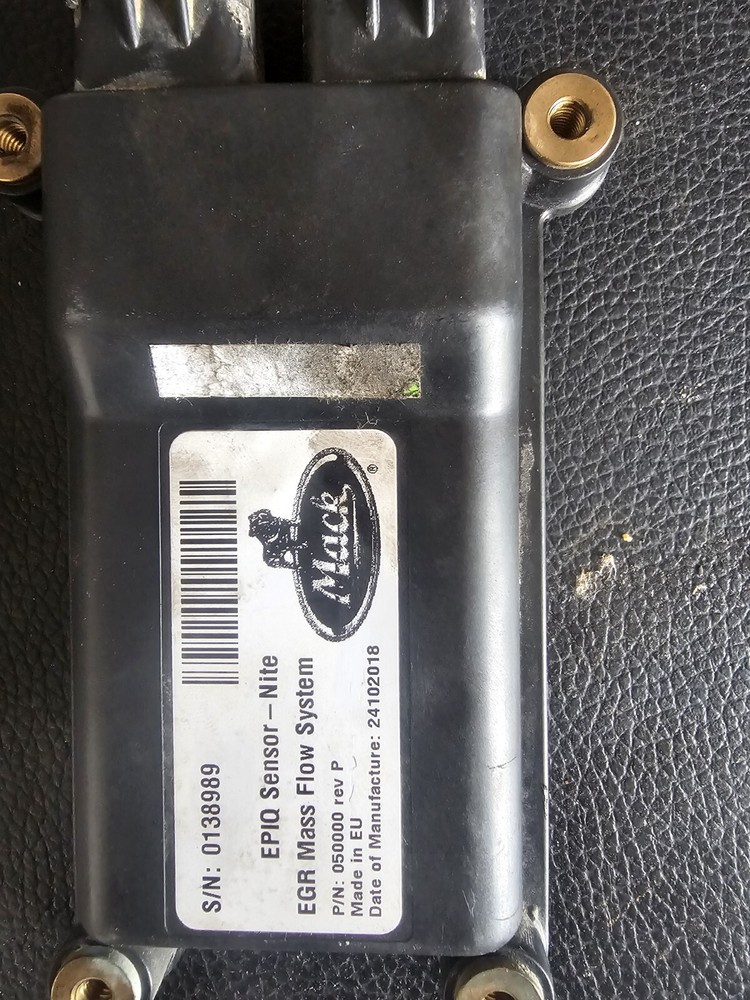 S/N: 0138989
Mack®
EPIQ Sensor – Nite
EGR Mass Flow System
P/N: 050000 rev P
Made in EU
Date of Manufacture: 24102018